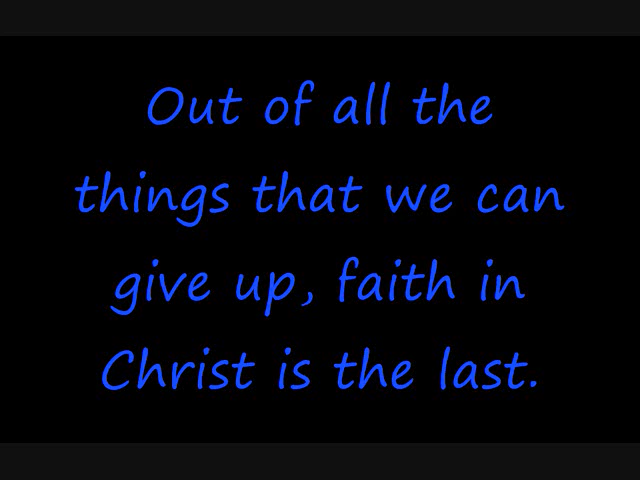 Out of all the
things that we can
give up, faith in
Christ is the last.